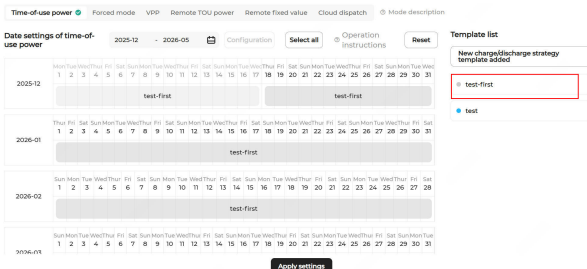 Time-of-use power Forced mode VPP Remote TOU power Remote fixed value Cloud dispatch Mode description
Date settings of time-of-use power
2025-12 - 2026-05 Configuration Select all Operation instructions Reset
Template list
New charge/discharge strategy template added
test-first
test
Mon Tue Wed Thur Fri Sat Sun Mon Tue Wed Thur Fri Sat Sun Mon Tue Wed Thur Fri Sat Sun Mon Tue Wed Thur Fri Sat Sun Mon Tue Wed
1 2 3 4 5 6 7 8 9 10 11 12 13 14 15 16 17 18 19 20 21 22 23 24 25 26 27 28 29 30 31
2025-12
test-first test-first
Thur Fri Sat Sun Mon Tue Wed Thur Fri Sat Sun Mon Tue Wed Thur Fri Sat Sun Mon Tue Wed Thur Fri Sat Sun Mon Tue Wed Thur Fri Sat
1 2 3 4 5 6 7 8 9 10 11 12 13 14 15 16 17 18 19 20 21 22 23 24 25 26 27 28 29 30 31
2026-01
test-first
Sun Mon Tue Wed Thur Fri Sat Sun Mon Tue Wed Thur Fri Sat Sun Mon Tue Wed Thur Fri Sat Sun Mon Tue Wed Thur Fri Sat
1 2 3 4 5 6 7 8 9 10 11 12 13 14 15 16 17 18 19 20 21 22 23 24 25 26 27 28
2026-02
test-first
Sun Mon Tue Wed Thur Fri Sat Sun Mon Tue Wed Thur Fri Sat Sun Mon Tue Wed Thur Fri Sat Sun Mon Tue Wed Thur Fri Sat Sun Mon Tue
1 2 3 4 5 6 7 8 9 10 11 12 13 14 15 16 17 18 19 20 21 22 23 24 25 26 27 28 29 30 31
2026-03
Apply settings